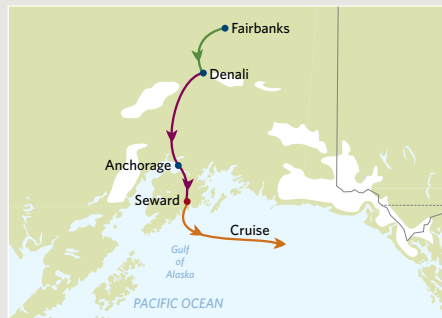 Fairbanks
Denali
Anchorage
Seward
Cruise
Gulf
of
Alaska
PACIFIC OCEAN